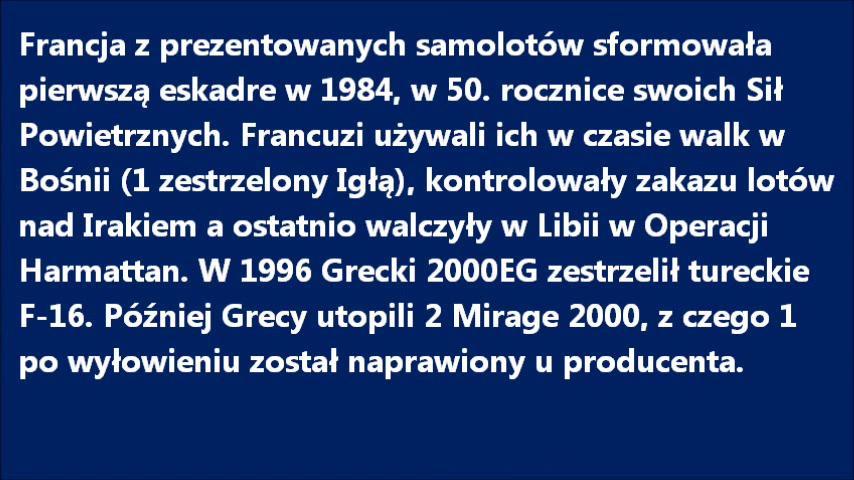 Francja z prezentowanych samolotów sformowała
pierwszą eskadre w 1984, w 50. rocznice swoich Sił
Powietrznych. Francuzi używali ich w czasie walk w
Bośnii (1 zestrzelony Igłą), kontrolowały zakazu lotów
nad Irakiem a ostatnio walczyły w Libii w Operacji
Harmattan. W 1996 Grecki 2000EG zestrzelił tureckie
F-16. Później Grecy utopili 2 Mirage 2000, z czego 1
po wyłowieniu został naprawiony u producenta.